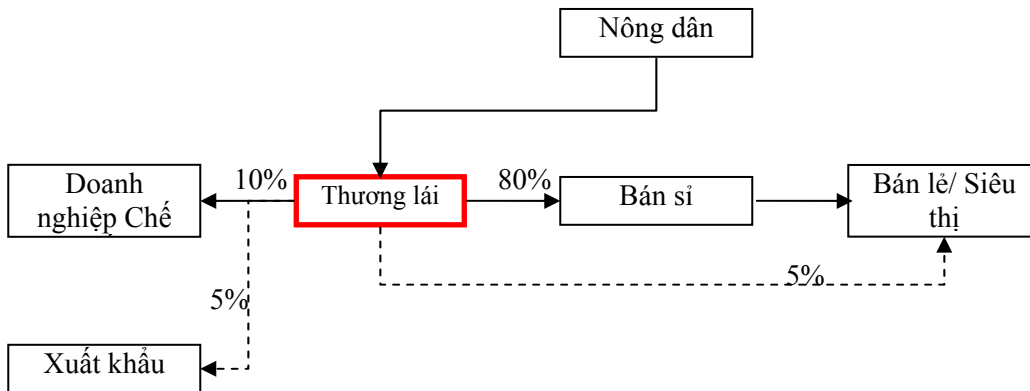 Nông dân
Doanh
nghiệp Chế
10%
Thương lái
80%
Bán sỉ
Bán lẻ/ Siêu
thị
5%
5%
Xuất khẩu